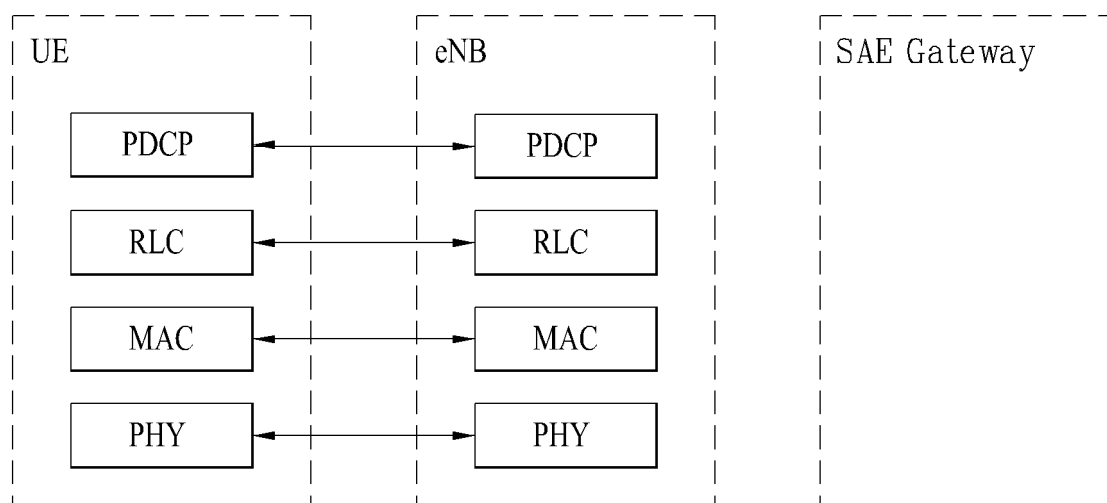 UE
eNB
SAE Gateway
PDCP
PDCP
RLC
RLC
MAC
MAC
PHY
PHY